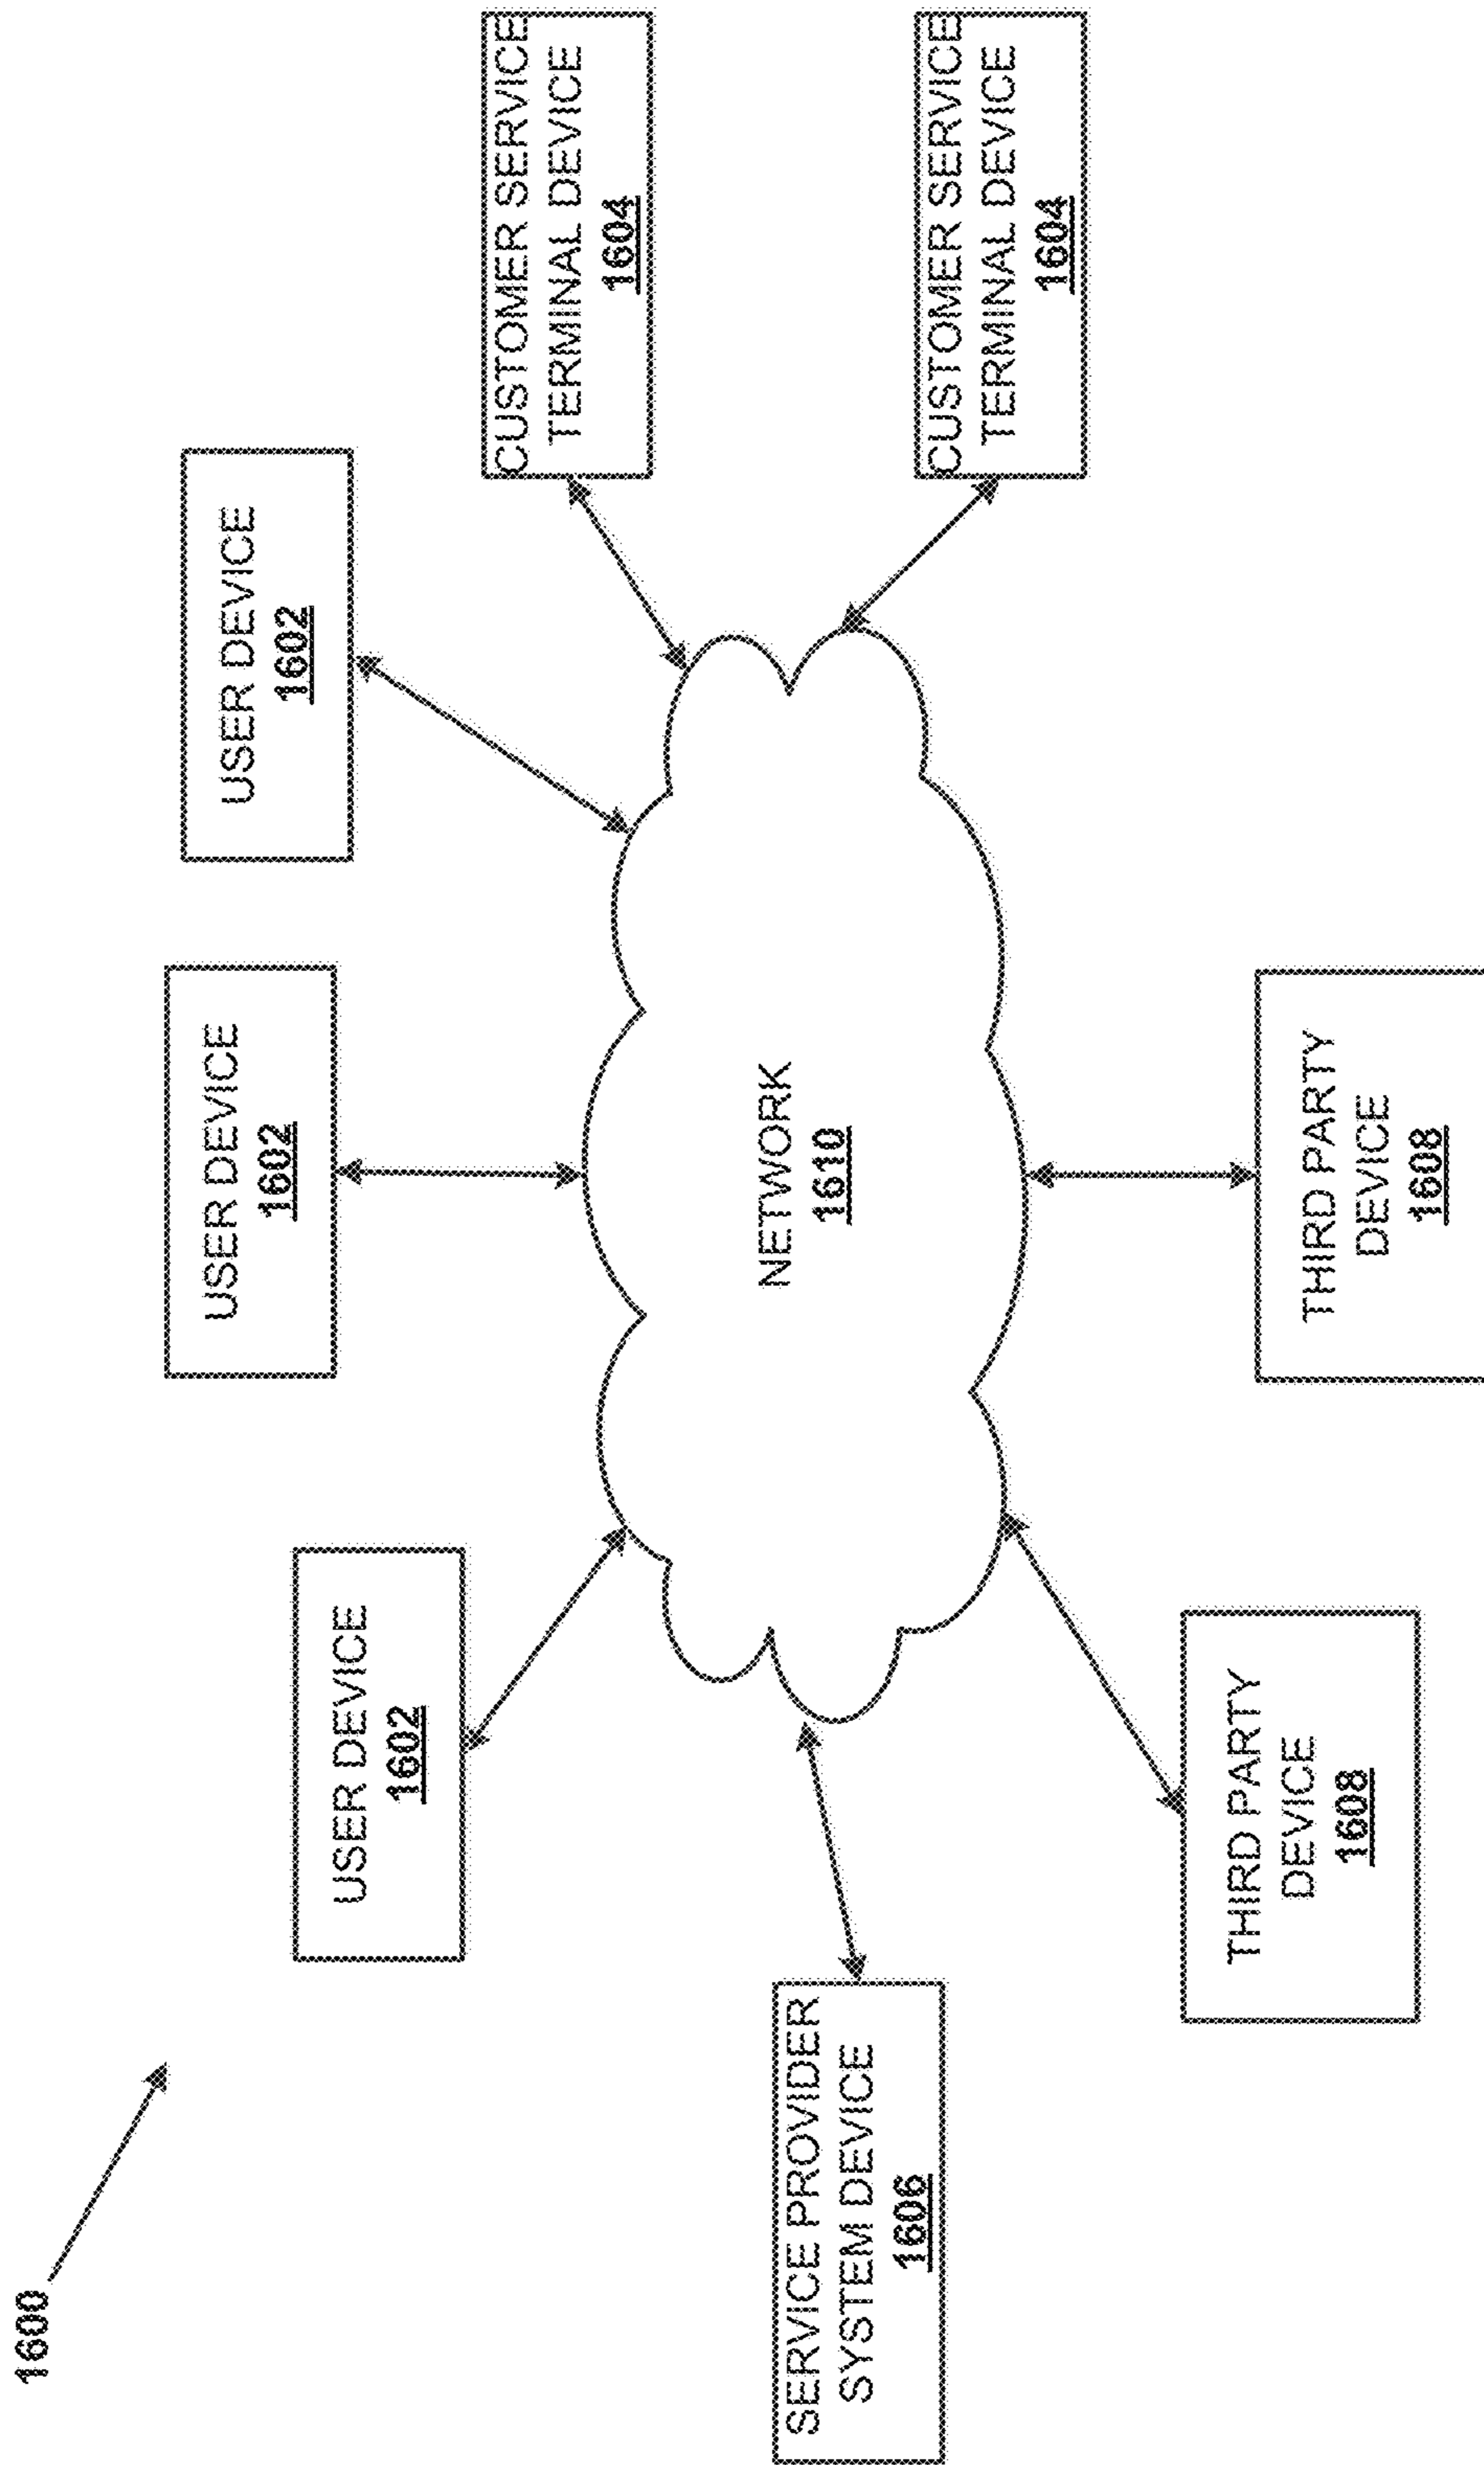 1600
USER DEVICE
1602
USER DEVICE
1602
USER DEVICE
1602
SERVICE PROVIDER
SYSTEM DEVICE
1606
NETWORK
1610
CUSTOMER SERVICE
TERMINAL DEVICE
1604
CUSTOMER SERVICE
TERMINAL DEVICE
1604
THIRD PARTY
DEVICE
1608
THIRD PARTY
DEVICE
1608